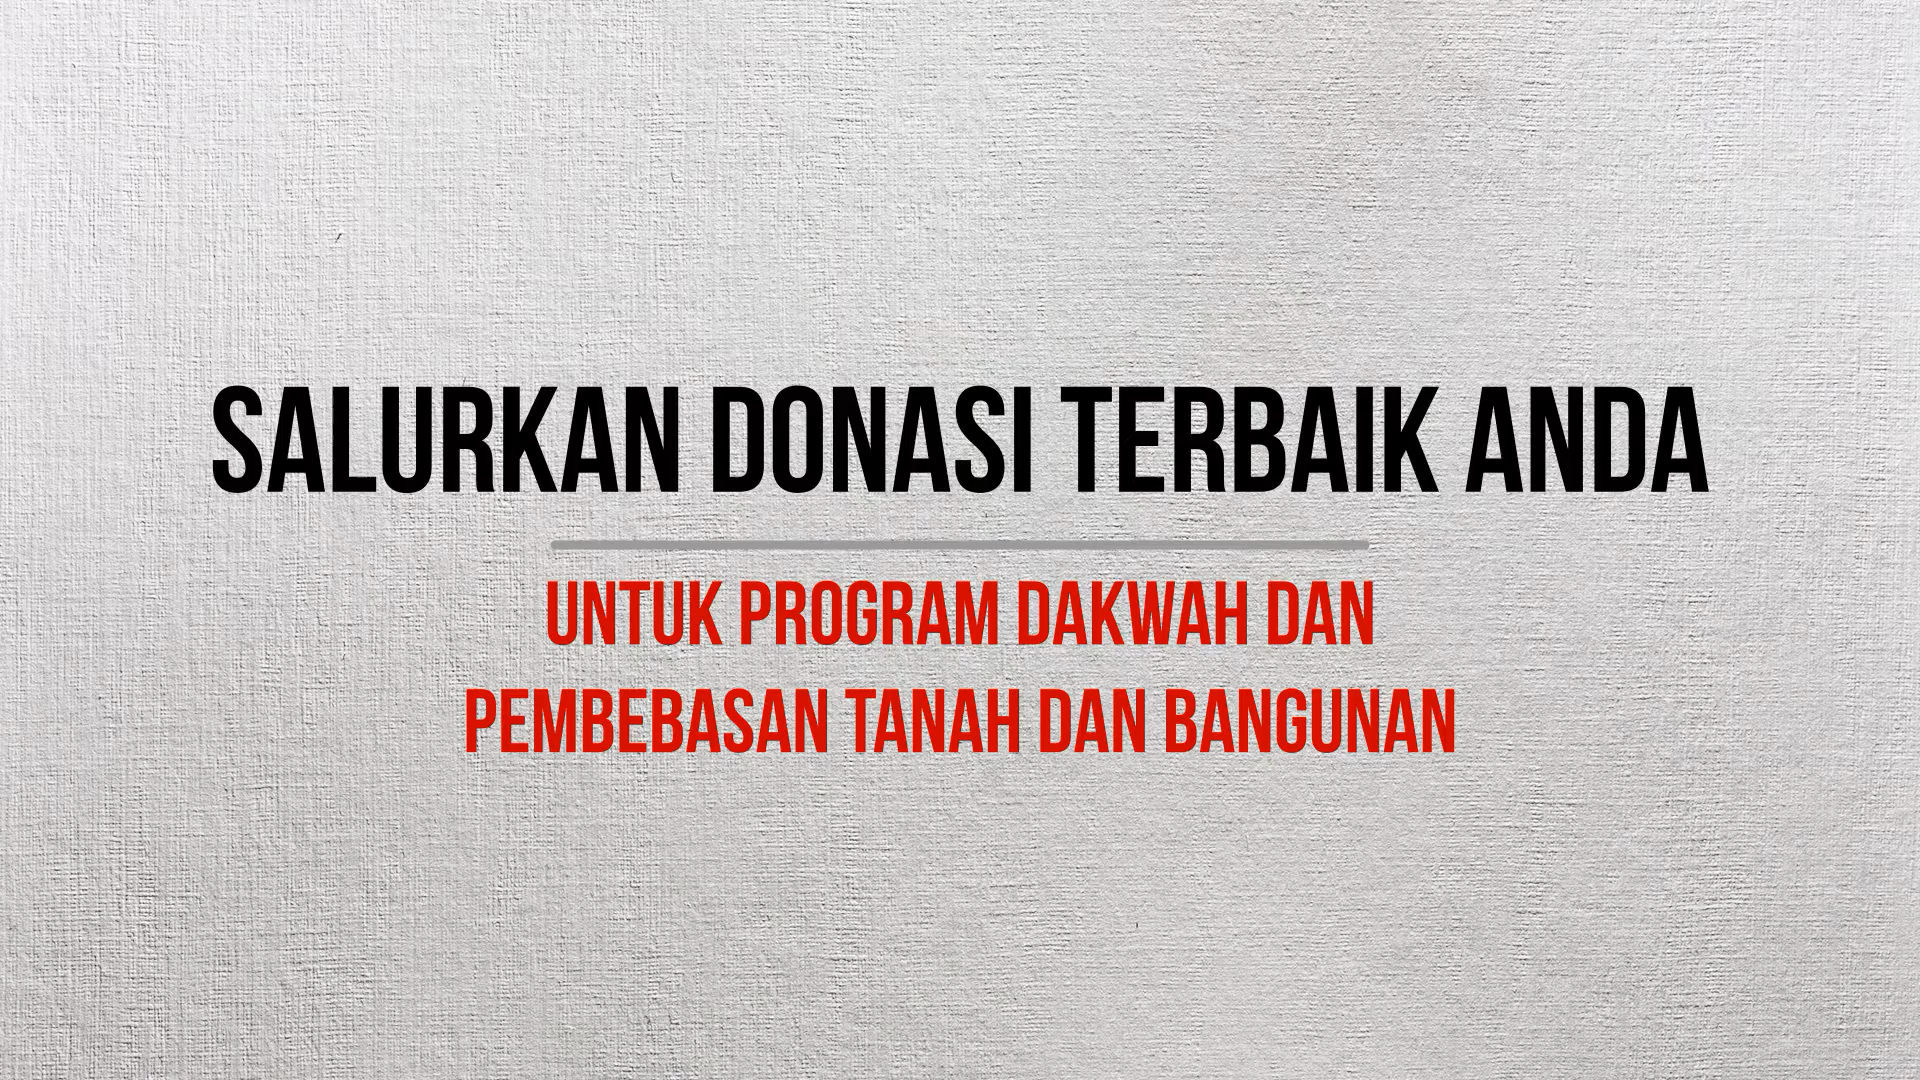 SALURKAN DONASI TERBAIK ANDA
UNTUK PROGRAM DAKWAH DAN
PEMBEBASAN TANAH DAN BANGUNAN